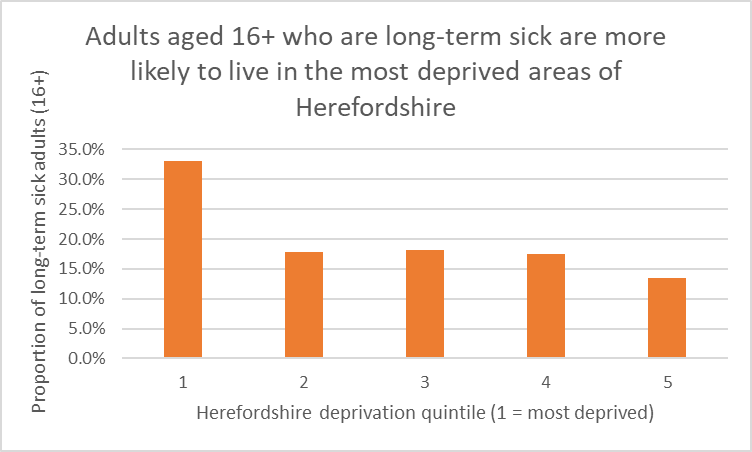 Adults aged 16+ who are long-term sick are more
likely to live in the most deprived areas of
Herefordshire
Proportion of long-term sick adults (16+)
35.0%
30.0%
25.0%
20.0%
15.0%
10.0%
5.0%
0.0%
1 2 3 4 5
Herefordshire deprivation quintile (1 = most deprived)